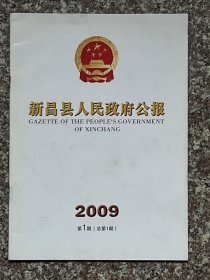 新昌县人民政府公报
GAZETTE OF THE PEOPLE'S GOVERNMENT
OF XINCHANG
2009
第1期（总第1期）